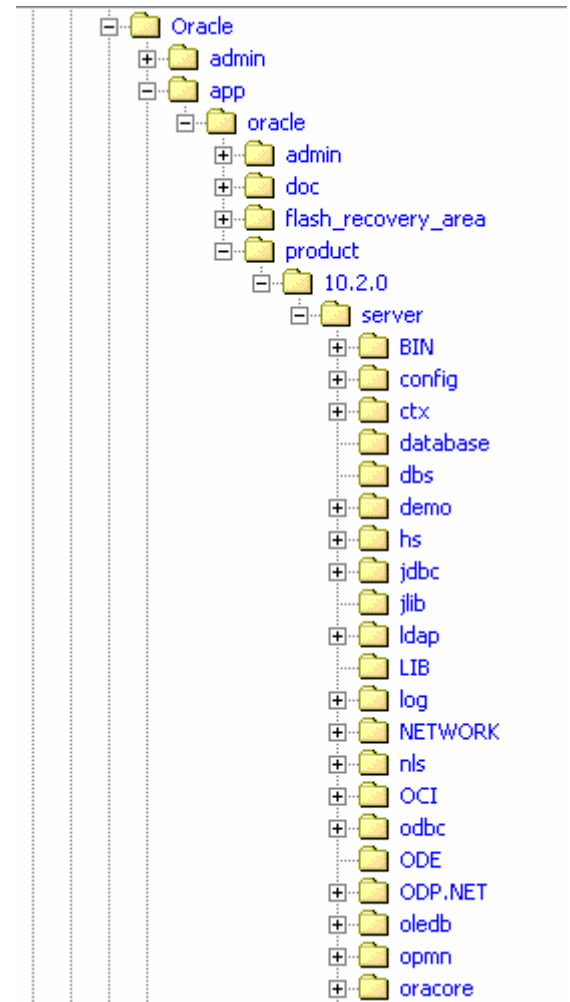 Oracle
admin
app
oracle
admin
doc
flash_recovery_area
product
10.2.0
server
BIN
config
ctx
database
dbs
demo
hs
jdbc
jlib
ldap
LIB
log
NETWORK
nls
OCI
odbc
ODE
ODP.NET
oledb
opmn
oracore